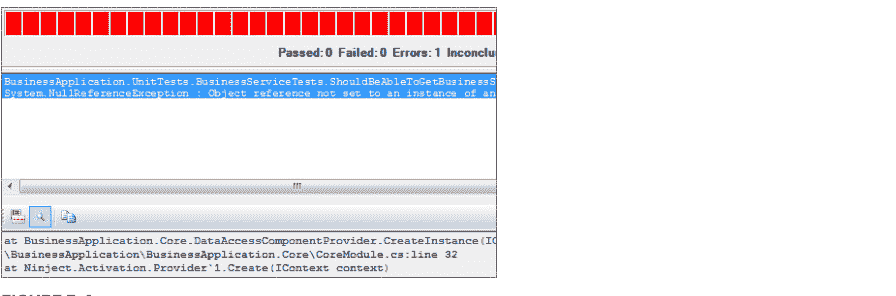 Passed: 0 Failed: 0 Errors: 1
BusinessApplication.UnitTests.BusinessServiceTests.ShouldBeAbleToGetBusinessS
System.NullReferenceException : Object reference not set to an instance of an
at BusinessApplication.Core.DataAccessComponentProvider.CreateInstance(IC
\BusinessApplication\BusinessApplication.Core\CoreModule.cs:line 32
at Ninject.Activation.Provider`1.Create(IContext context)